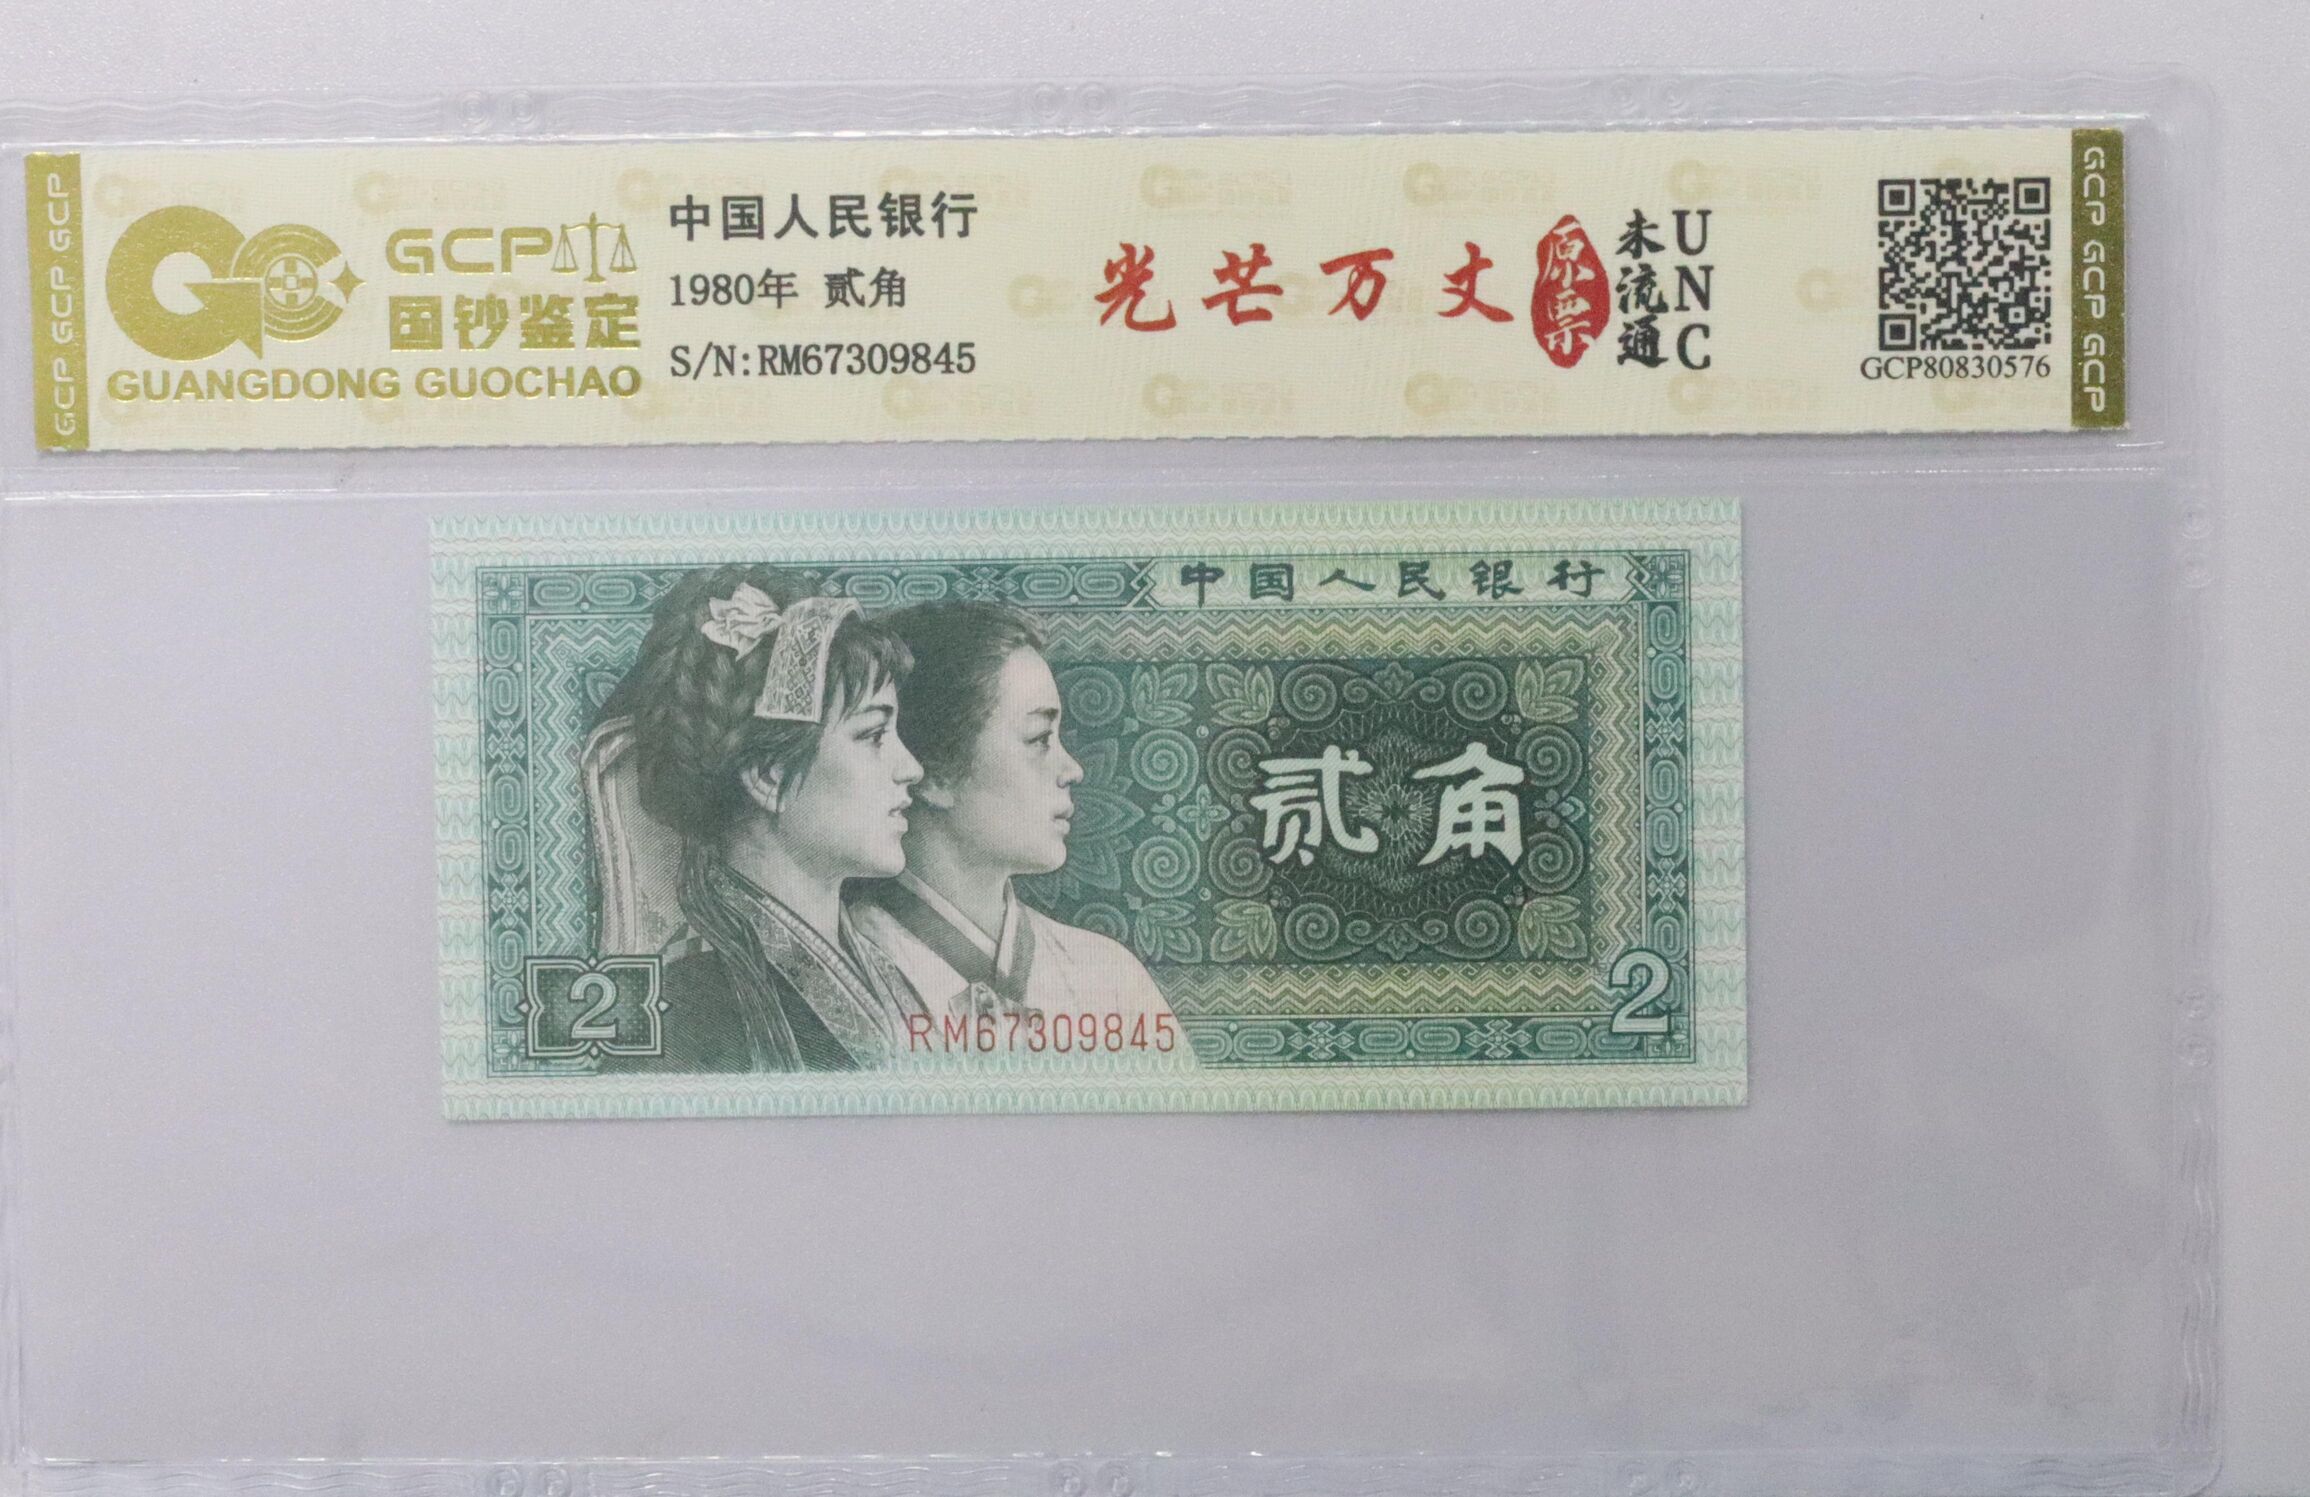 GCP GCP GCP
GCP
国钞鉴定
GUANGDONG GUOCHAO
中国人民银行
1980年 贰角
S/N:RM67309845
光芒万丈
原票
未流通
UNC
GCP80830576
GCP GCP GCP
中国人民银行
贰角
2
2
RM67309845